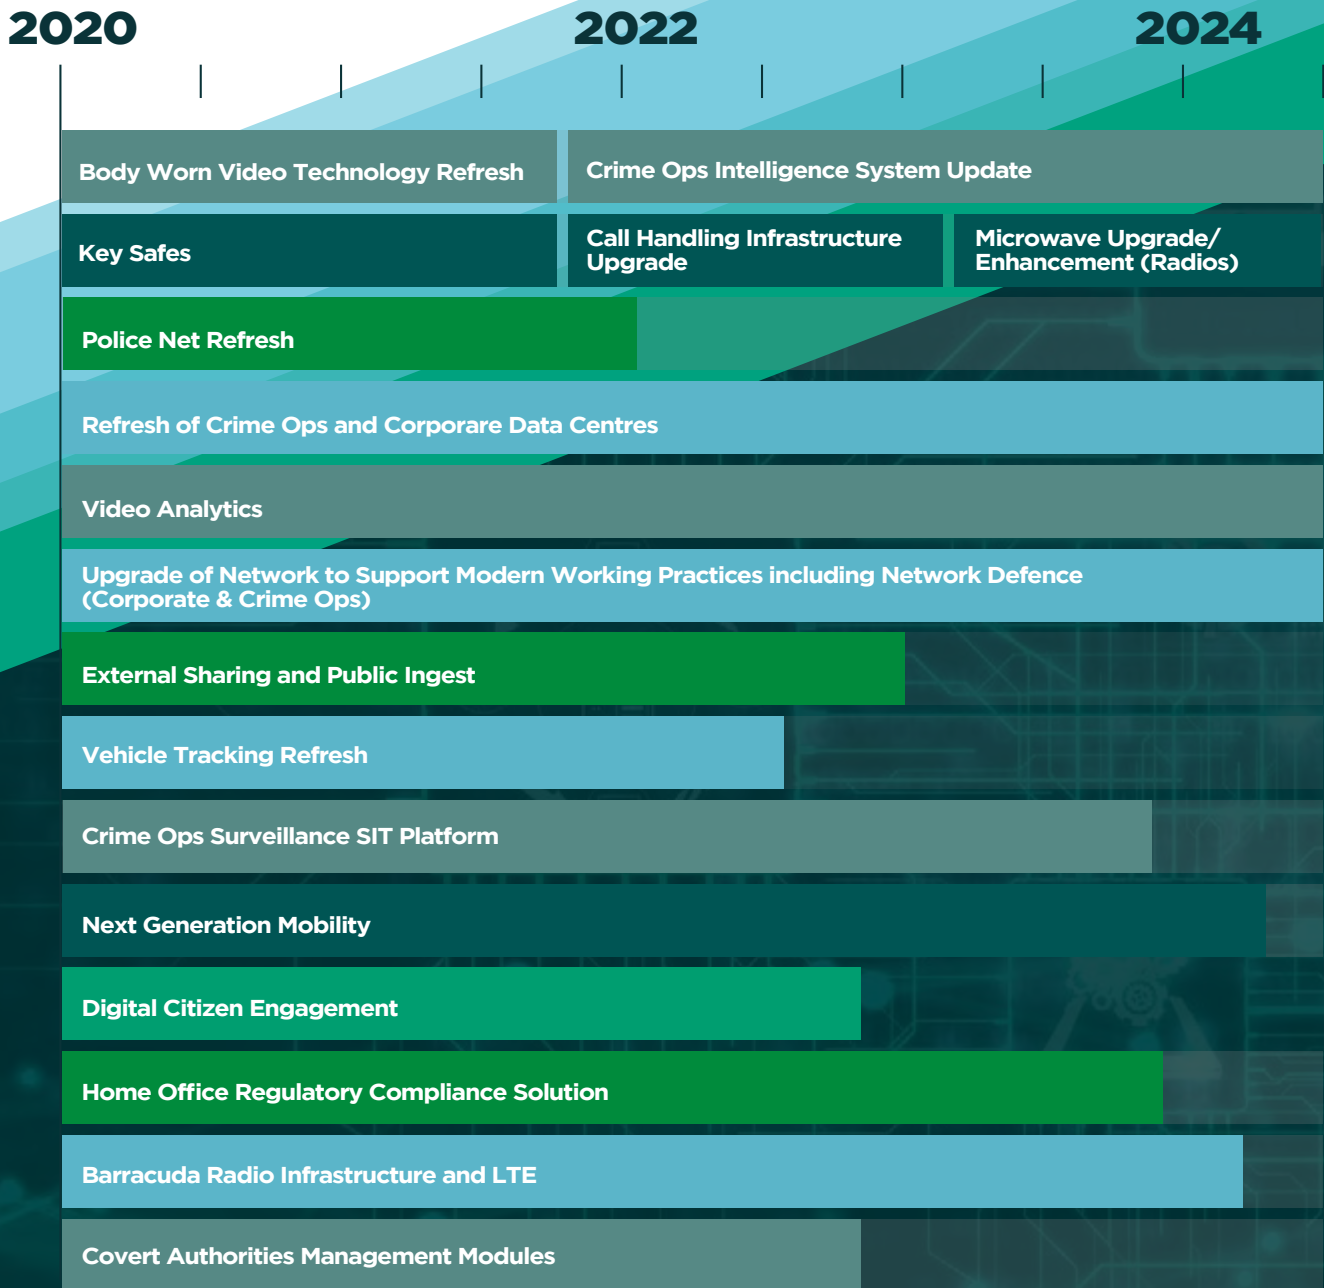 2020
2022
2024
Body Worn Video Technology Refresh
Crime Ops Intelligence System Update
Key Safes
Call Handling Infrastructure
Upgrade
Microwave Upgrade/
Enhancement (Radios)
Police Net Refresh
Refresh of Crime Ops and Corporare Data Centres
Video Analytics
Upgrade of Network to Support Modern Working Practices including Network Defence
(Corporate & Crime Ops)
External Sharing and Public Ingest
Vehicle Tracking Refresh
Crime Ops Surveillance SIT Platform
Next Generation Mobility
Digital Citizen Engagement
Home Office Regulatory Compliance Solution
Barracuda Radio Infrastructure and LTE
Covert Authorities Management Modules